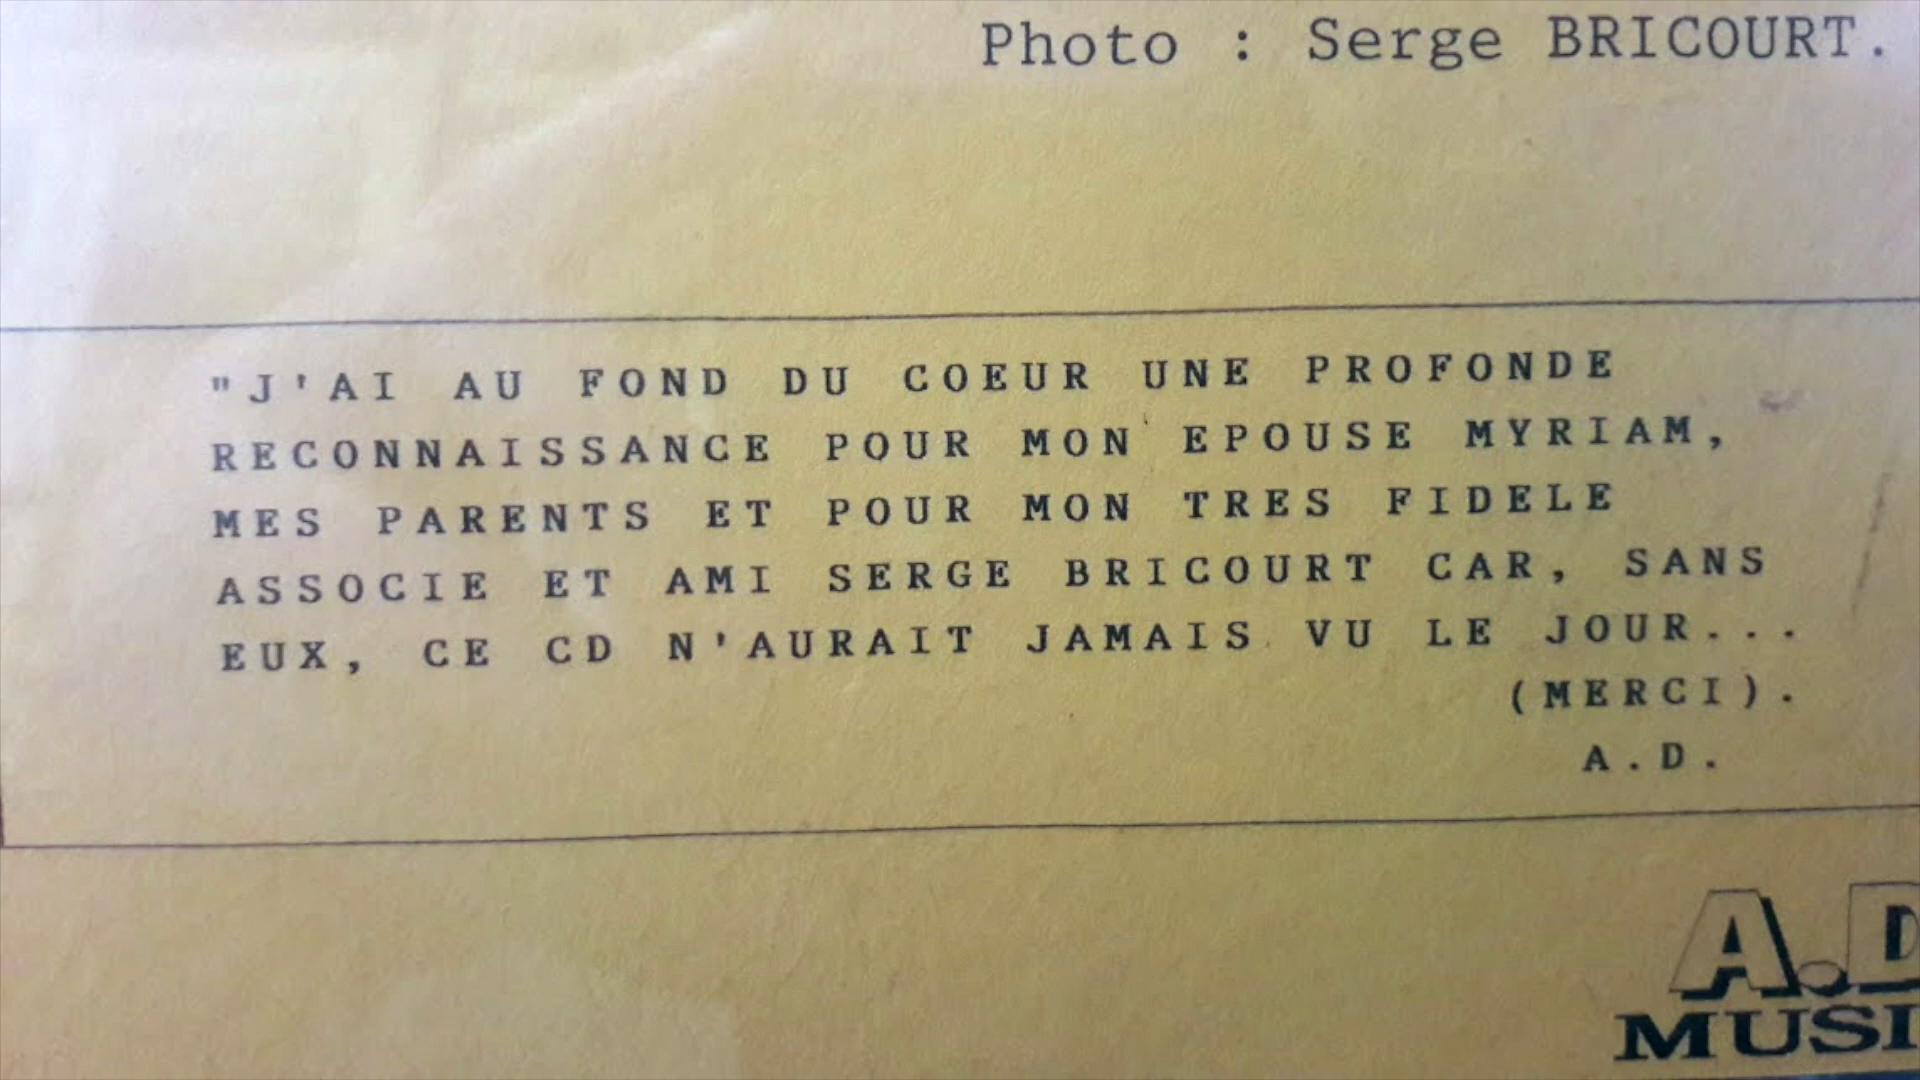 Photo : Serge BRICOURT.
"J'AI AU FOND DU COEUR UNE PROFONDE
RECONNAISSANCE POUR MON EPOUSE MYRIAM,
MES PARENTS ET POUR MON TRES FIDELE
ASSOCIE ET AMI SERGE BRICOURT CAR, SANS
EUX, CE CD N'AURAIT JAMAIS VU LE JOUR...
(MERCI).
A.D.
A.D
MUSI